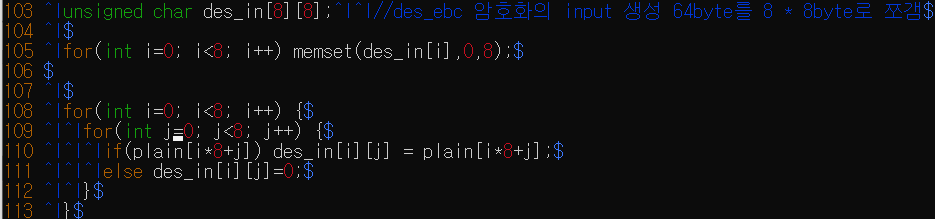 103 ^Iunsigned char des_in[8][8];^I^I//des_ebc 암호화의 input 생성 64byte를 8 * 8byte로 쪼갬$
104 ^I$
105 ^Ifor(int i=0; i<8; i++) memset(des_in[i],0,8);$
106 $
107 ^I$
108 ^Ifor(int i=0; i<8; i++) {$
109 ^I^Ifor(int j=0; j<8; j++) {$
110 ^I^I^Iif(plain[i*8+j]) des_in[i][j] = plain[i*8+j];$
111 ^I^I^Ielse des_in[i][j]=0;$
112 ^I^I}$
113 ^I}$